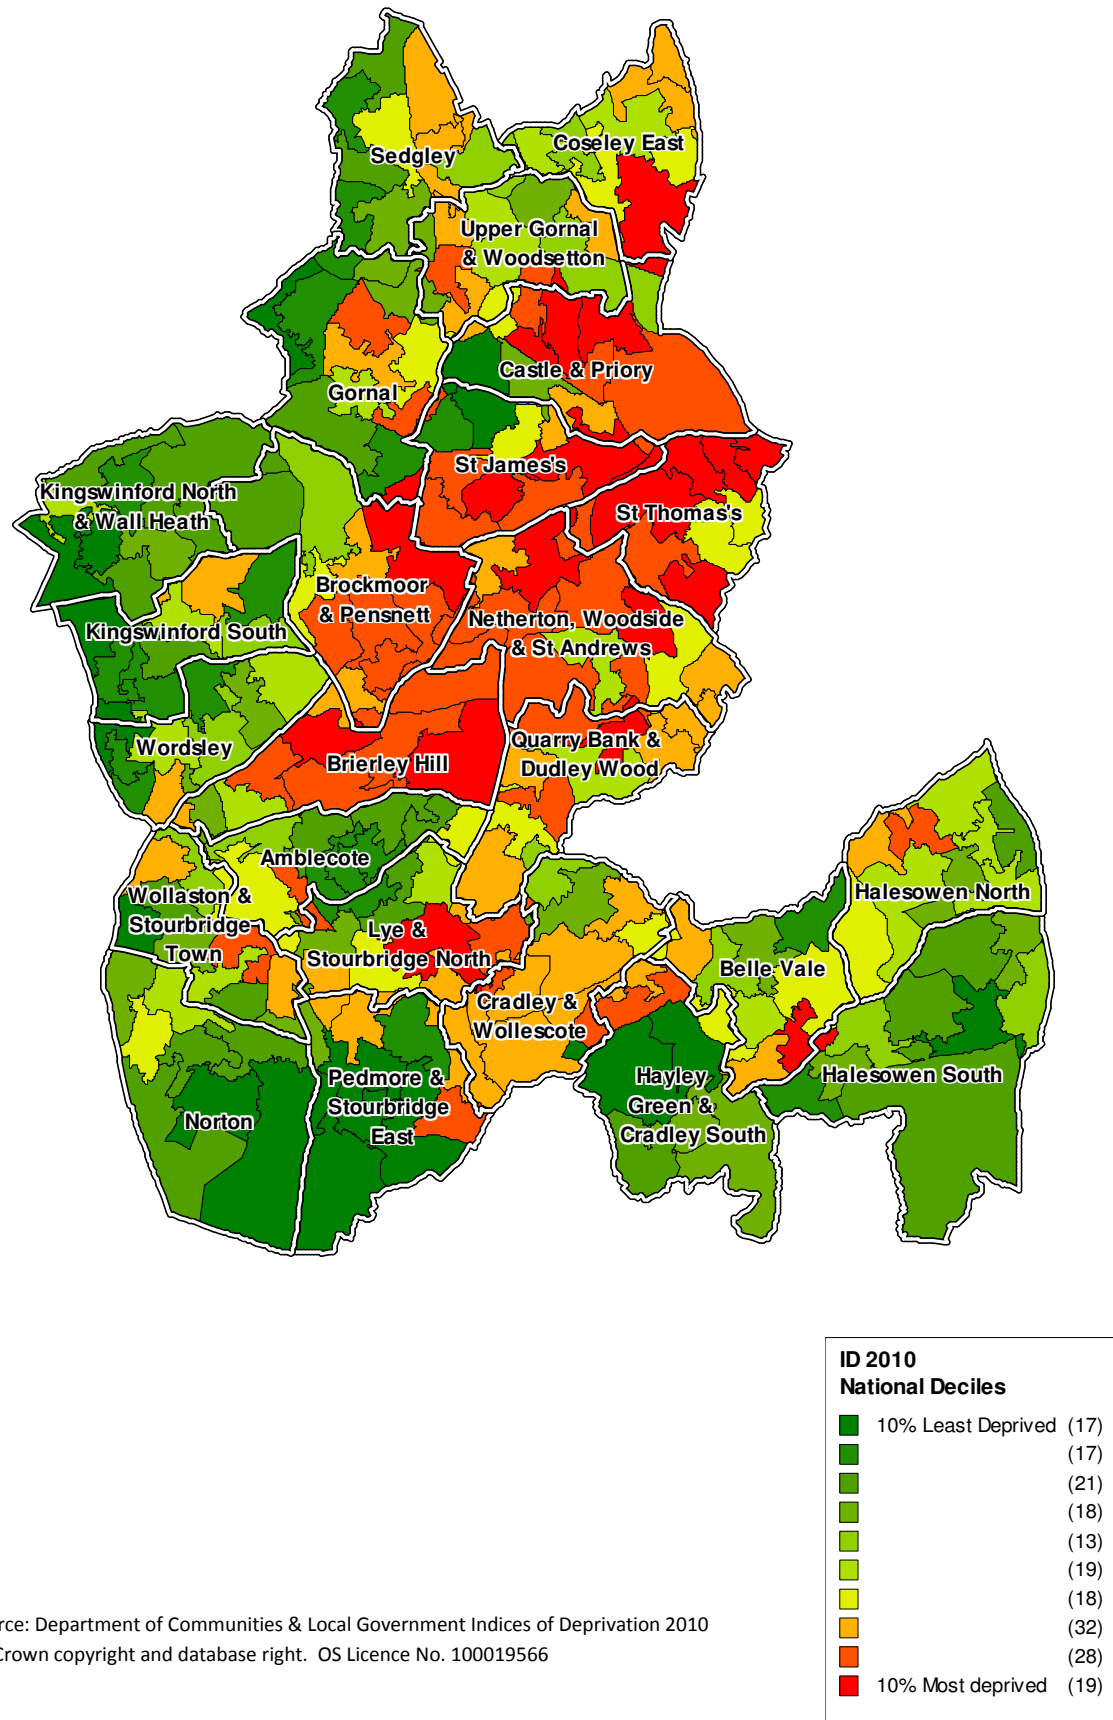 Sedgley
Coseley East
Upper Gornal
& Woodsetton
Castle & Priory
Gornal
St James's
Kingswinford North
& Wall Heath
St Thomas's
Brockmoor
& Pensnett
Netherton, Woodside
& St Andrews
Kingswinford South
Wordsley
Brierley Hill
Quarry Bank &
Dudley Wood
Amblecote
Wollaston &
Stourbridge
Town
Halesowen North
Lye &
Stourbridge North
Belle Vale
Cradley &
Wollescote
Pedmore &
Stourbridge
East
Hayley
Green &
Cradley South
Halesowen South
Norton
ID 2010
National Deciles
10% Least Deprived (17)
(17)
(21)
(18)
(13)
(19)
(18)
(32)
(28)
10% Most deprived (19)
rce: Department of Communities & Local Government Indices of Deprivation 2010
Crown copyright and database right. OS Licence No. 100019566